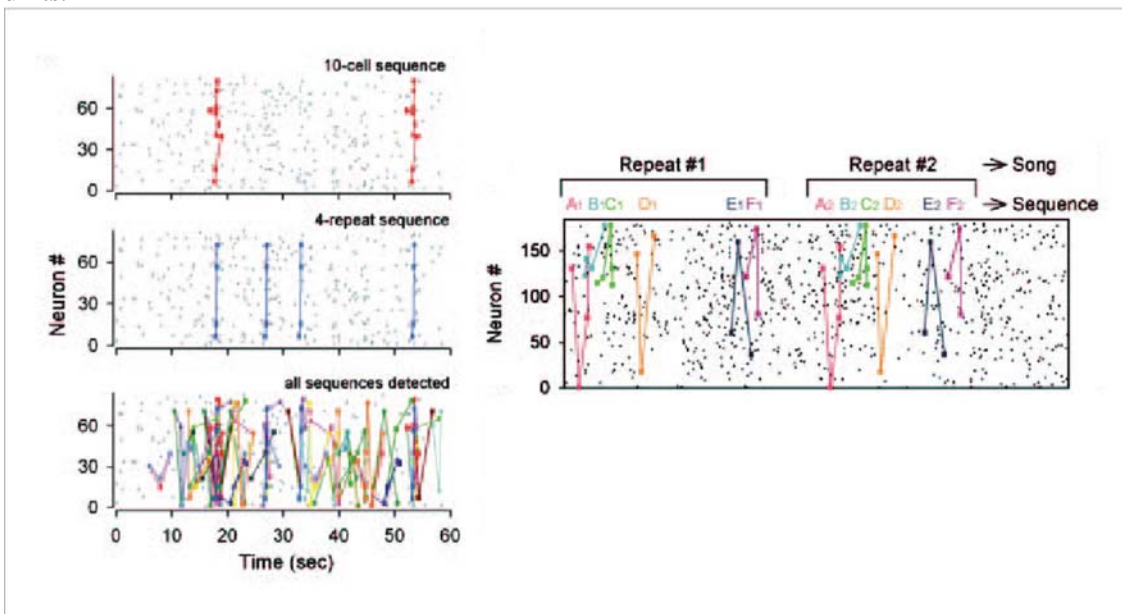 10-cell sequence
60
30
0
4-repeat sequence
60
30
0
Neuron #
all sequences detected
60
30
0
0 10 20 30 40 50 60
Time (sec)
Repeat #1 Repeat #2 → Song
A1 B1 C1 D1 E1 F1 A2 B2 C2 D2 E2 F2 → Sequence
150
100
50
0
Neuron #